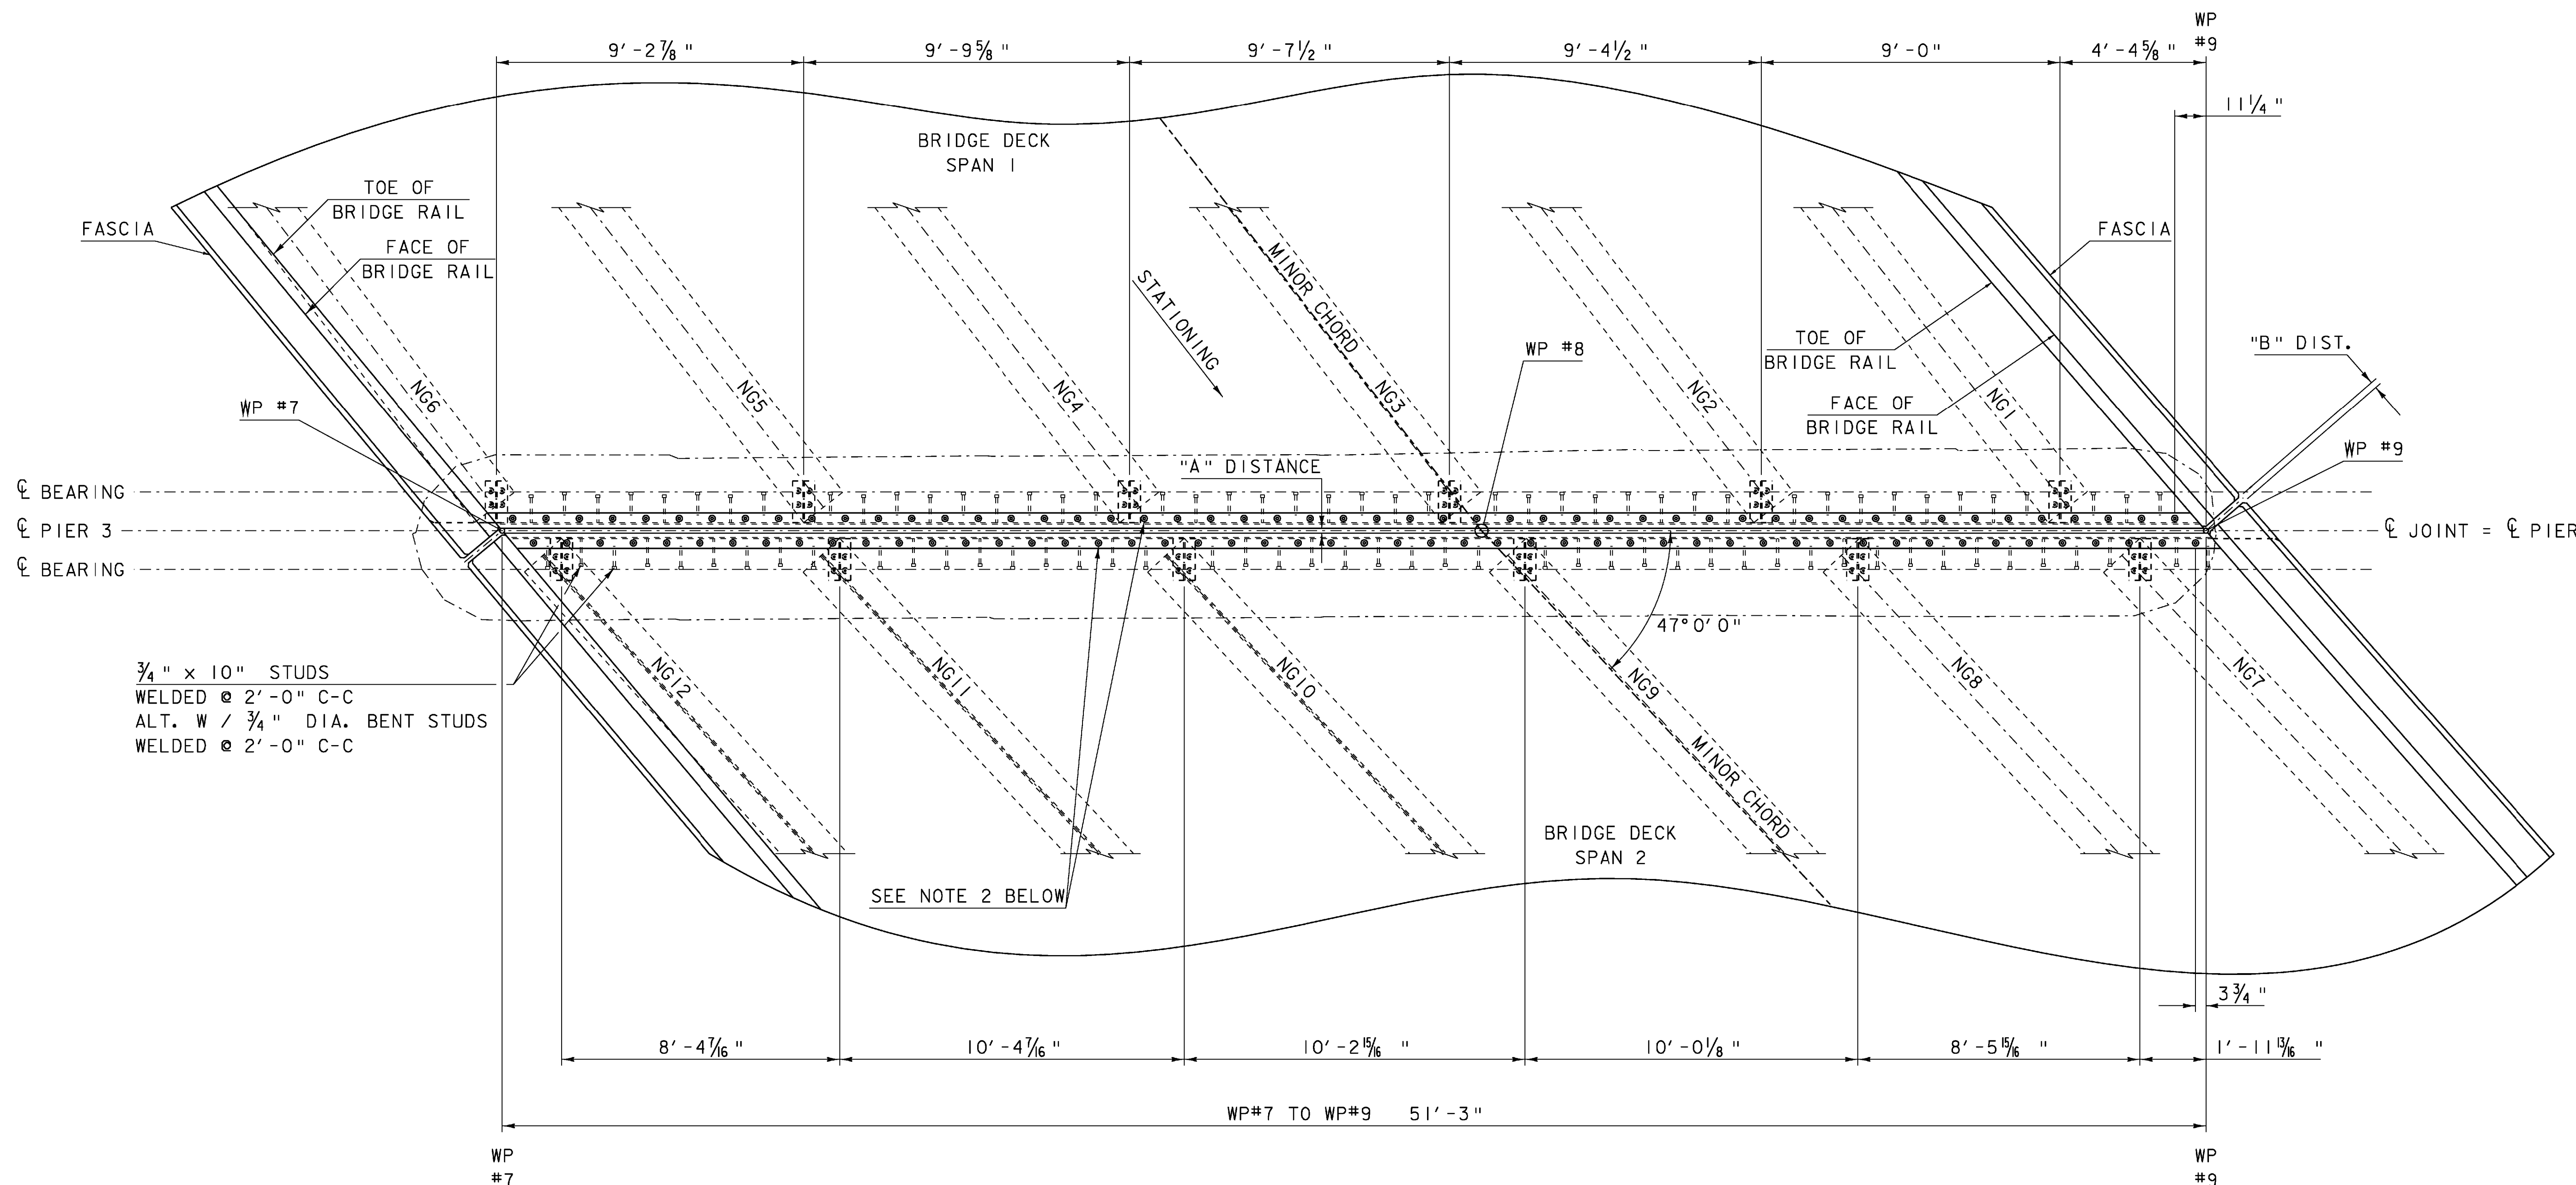 WP
#9
9'-2⅞"
9'-9⅝"
9'-7½"
9'-4½"
9'-0"
4'-4⅝"
11¼"
BRIDGE DECK
SPAN 1
TOE OF
BRIDGE RAIL
FASCIA
FACE OF
BRIDGE RAIL
FASCIA
MINOR CHORD
STATIONING
TOE OF
BRIDGE RAIL
"B" DIST.
WP #8
NG6
NG5
NG4
NG3
NG2
NG1
WP #7
FACE OF
BRIDGE RAIL
WP #9
"A" DISTANCE
℄ BEARING
℄ PIER 3
℄ JOINT = ℄ PIER
℄ BEARING
47°0'0"
¾" x 10" STUDS
WELDED @ 2'-0" C-C
ALT. W / ¾" DIA. BENT STUDS
WELDED @ 2'-0" C-C
NG12
NG11
NG10
NG9
NG8
NG7
MINOR CHORD
BRIDGE DECK
SPAN 2
SEE NOTE 2 BELOW
3¾"
8'-4 7/16"
10'-4 7/16"
10'-2 15/16"
10'-0⅛"
8'-5 15/16"
1'-11 13/16"
WP#7 TO WP#9 51'-3"
WP
#7
WP
#9